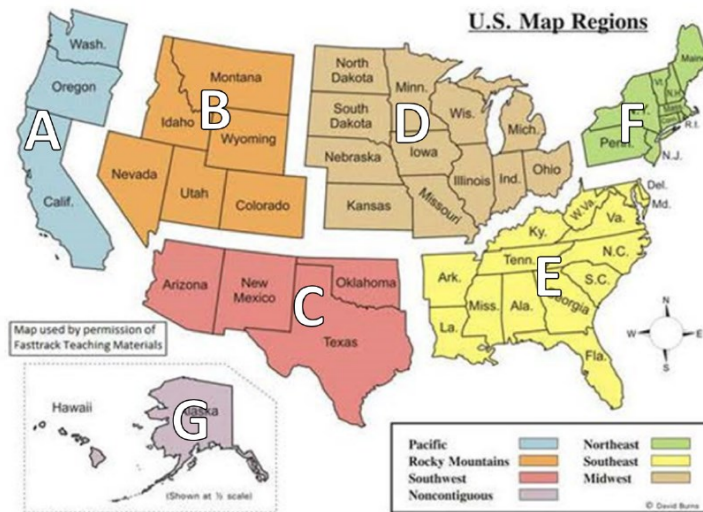 U.S. Map Regions
Wash.
Oregon
Calif.
A
Montana
Idaho
Wyoming
Nevada
Utah
Colorado
B
North
Dakota
South
Dakota
Nebraska
Kansas
Minn.
Iowa
Missouri
Wis.
Illinois
Mich.
Ind.
Ohio
D
Maine
Vt.
N.H.
Mass.
R.I.
Penn.
N.J.
F
Arizona
New
Mexico
Oklahoma
Texas
C
Del.
Md.
W.Va.
Va.
Ky.
Tenn.
N.C.
S.C.
Ark.
La.
Miss.
Ala.
Fla.
E
N
W
E
S
Map used by permission of
Fasttrack Teaching Materials
Hawaii
G
(Shown at ½ scale)
Pacific
Rocky Mountains
Southwest
Noncontiguous
Northeast
Southeast
Midwest
© David Burns